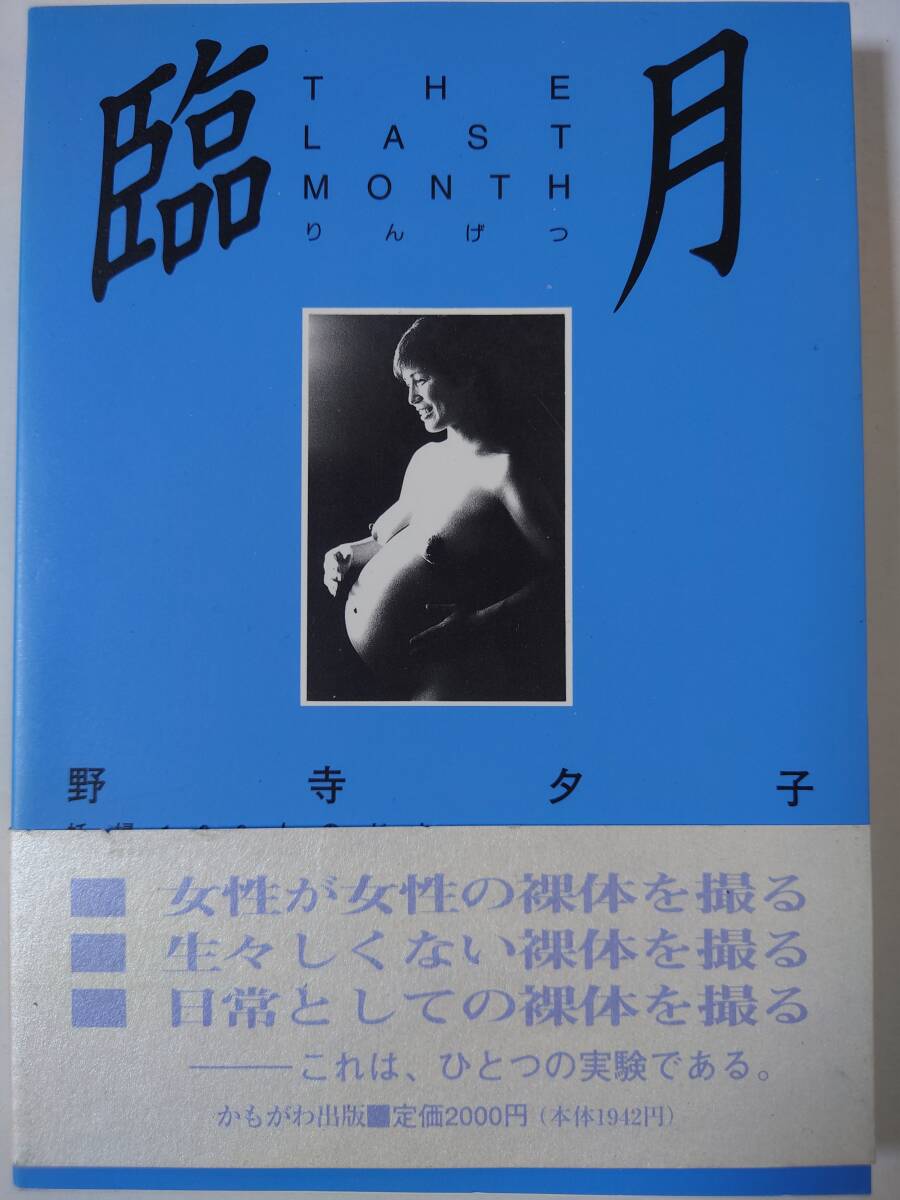 臨月
THE
LAST
MONTH
りんげつ
野寺夕子
■女性が女性の裸体を撮る
■生々しくない裸体を撮る
■日常としての裸体を撮る
――これは、ひとつの実験である。
かもがわ出版■定価2000円（本体1942円）